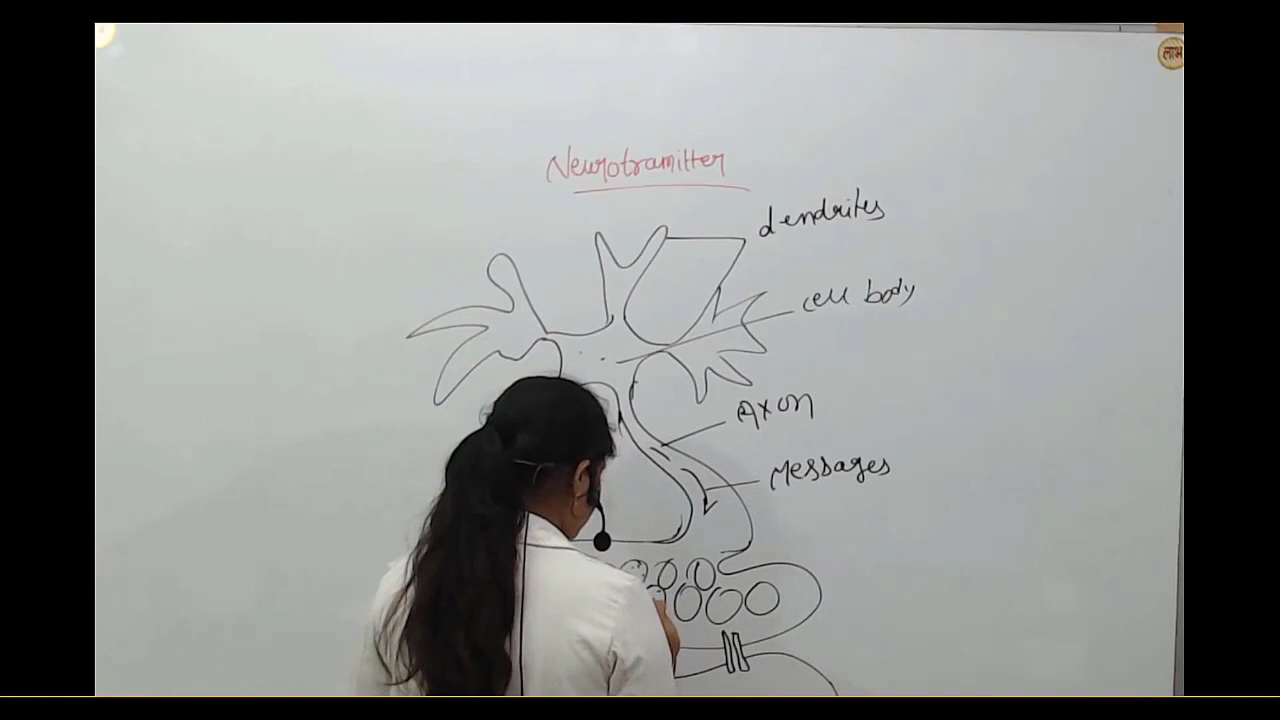 लाभ
Neurotramitter
dendrites
cell body
Axon
Messages